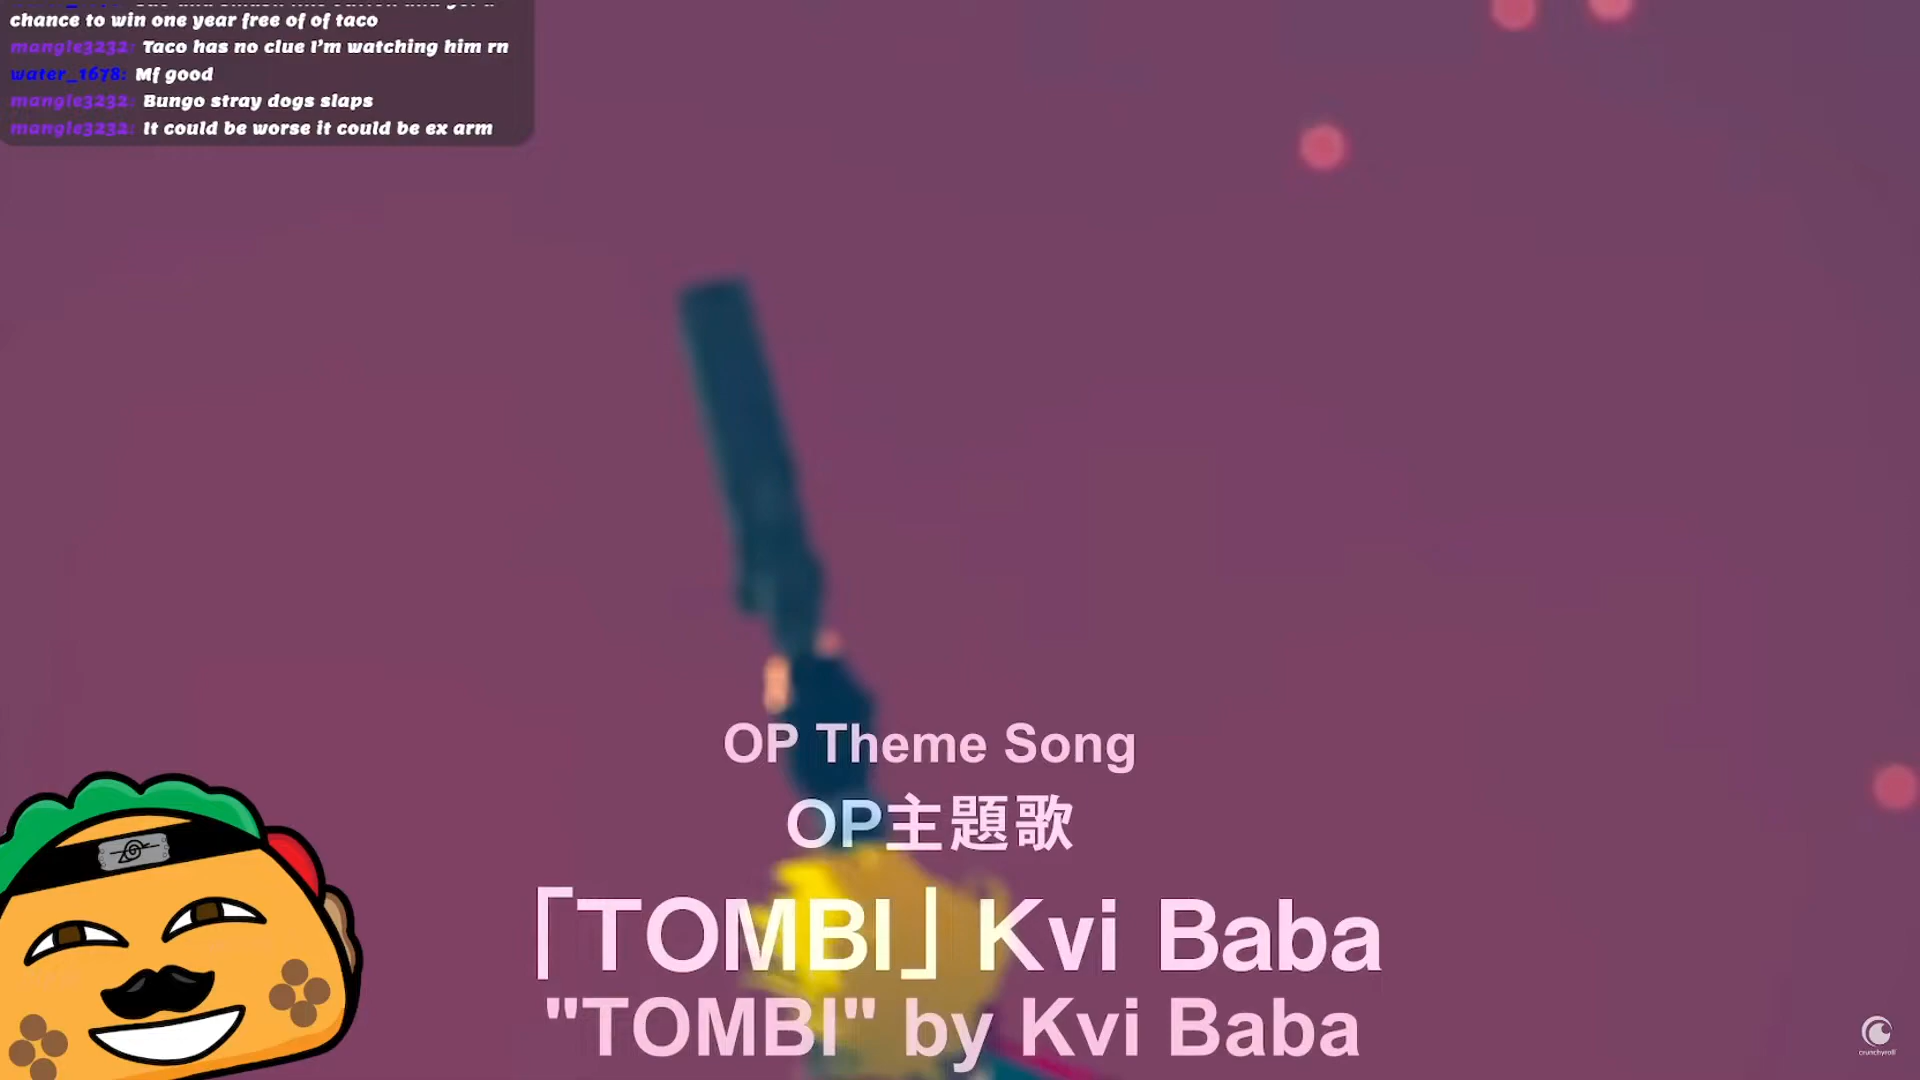 chance to win one year free of of taco
mangle3232: Taco has no clue I'm watching him rn
water_1678: Mf good
mangle3232: Bungo stray dogs slaps
mangle3232: It could be worse it could be ex arm
OP Theme Song
OP主題歌
「TOMBI」 Kvi Baba
"TOMBI" by Kvi Baba
crunchyroll